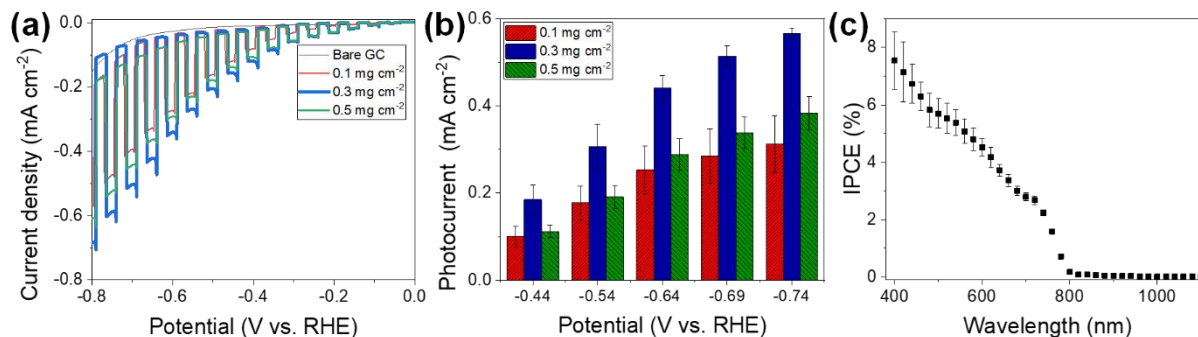 (a)
0.0
-0.2
-0.4
-0.6
-0.8
Current density (mA cm⁻²)
Bare GC
0.1 mg cm⁻²
0.3 mg cm⁻²
0.5 mg cm⁻²
-0.8 -0.6 -0.4 -0.2 0.0
Potential (V vs. RHE)
(b)
0.6
0.4
0.2
0.0
Photocurrent (mA cm⁻²)
0.1 mg cm⁻²
0.3 mg cm⁻²
0.5 mg cm⁻²
-0.44 -0.54 -0.64 -0.69 -0.74
Potential (V vs. RHE)
(c)
8
6
4
2
0
IPCE (%)
400 600 800 1000
Wavelength (nm)